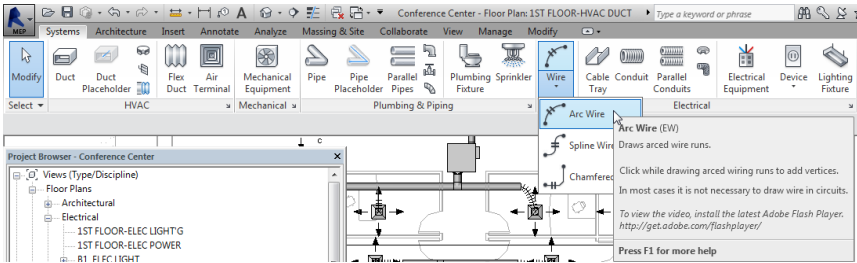 Conference Center - Floor Plan: 1ST FLOOR-HVAC DUCT
Type a keyword or phrase
MEP
Systems Architecture Insert Annotate Analyze Massing & Site Collaborate View Manage Modify
Modify Duct Duct Placeholder Flex Duct Air Terminal Mechanical Equipment Pipe Pipe Placeholder Parallel Pipes Plumbing Fixture Sprinkler Wire Cable Tray Conduit Parallel Conduits Electrical Equipment Device Lighting Fixture
Select HVAC Mechanical Plumbing & Piping Electrical
Arc Wire
Spline Wire
Chamfered
Arc Wire (EW)
Draws arced wire runs.
Click while drawing arced wiring runs to add vertices.
In most cases it is not necessary to draw wire in circuits.
To view the video, install the latest Adobe Flash Player.
http://get.adobe.com/flashplayer/
Press F1 for more help
Project Browser - Conference Center
Views (Type/Discipline)
Floor Plans
Architectural
Electrical
1ST FLOOR-ELEC LIGHT'G
1ST FLOOR-ELEC POWER
B1 ELEC LIGHT
C